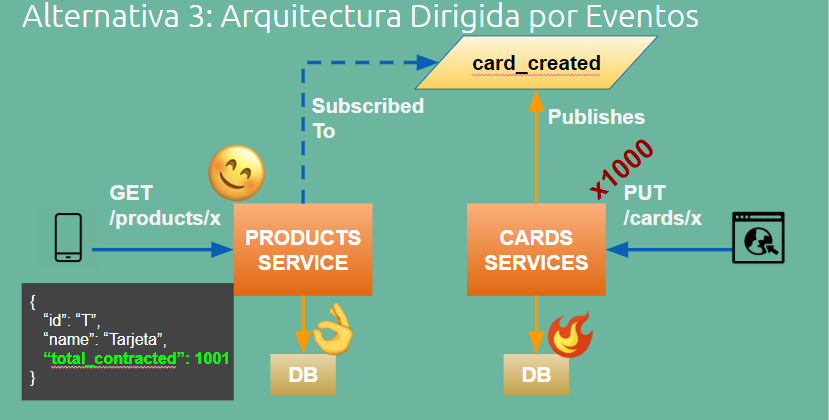 Alternativa 3: Arquitectura Dirigida por Eventos
card_created
Subscribed
To
Publishes
x1000
GET
/products/x
PUT
/cards/x
PRODUCTS
SERVICE
CARDS
SERVICES
{
“id”: “T”,
“name”: “Tarjeta”,
“total_contracted”: 1001
}
DB
DB